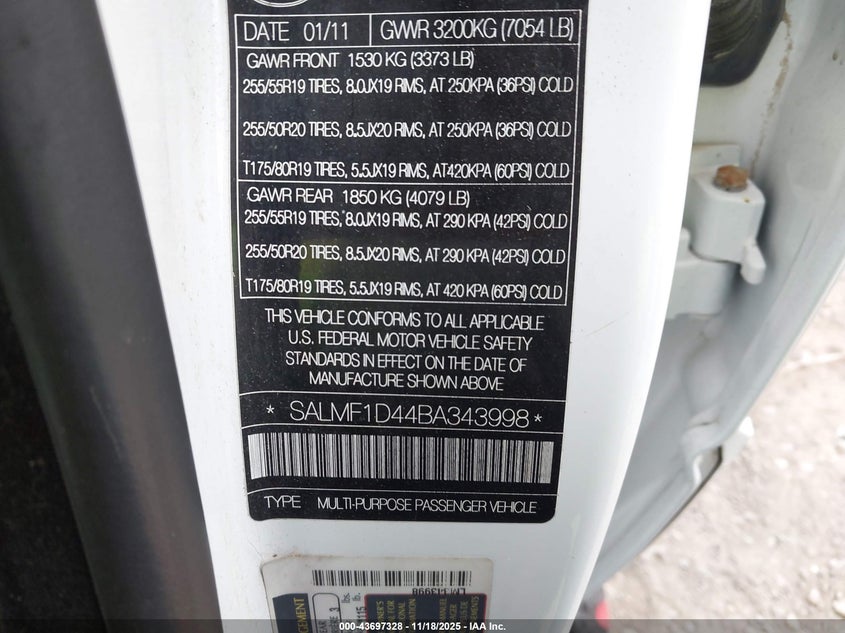 DATE 01/11 GWWR 3200KG (7054 LB)
GAWR FRONT 1530 KG (3373 LB)
255/55R19 TIRES, 8.0JX19 RIMS, AT 250KPA (36PSI) COLD
255/50R20 TIRES, 8.5JX20 RIMS, AT 250KPA (36PSI) COLD
T175/80R19 TIRES, 5.5JX19 RIMS, AT420KPA (60PSI) COLD
GAWR REAR 1850 KG (4079 LB)
255/55R19 TIRES, 8.0JX19 RIMS, AT 290 KPA (42PSI) COLD
255/50R20 TIRES, 8.5JX20 RIMS, AT 290 KPA (42PSI) COLD
T175/80R19 TIRES, 5.5JX19 RIMS, AT 420 KPA (60PSI) COLD
THIS VEHICLE CONFORMS TO ALL APPLICABLE
U.S. FEDERAL MOTOR VEHICLE SAFETY
STANDARDS IN EFFECT ON THE DATE OF
MANUFACTURE SHOWN ABOVE
* SALMF1D44BA343998 *
TYPE MULTI-PURPOSE PASSENGER VEHICLE
000-43697328 - 11/18/2025 - IAA, Inc.